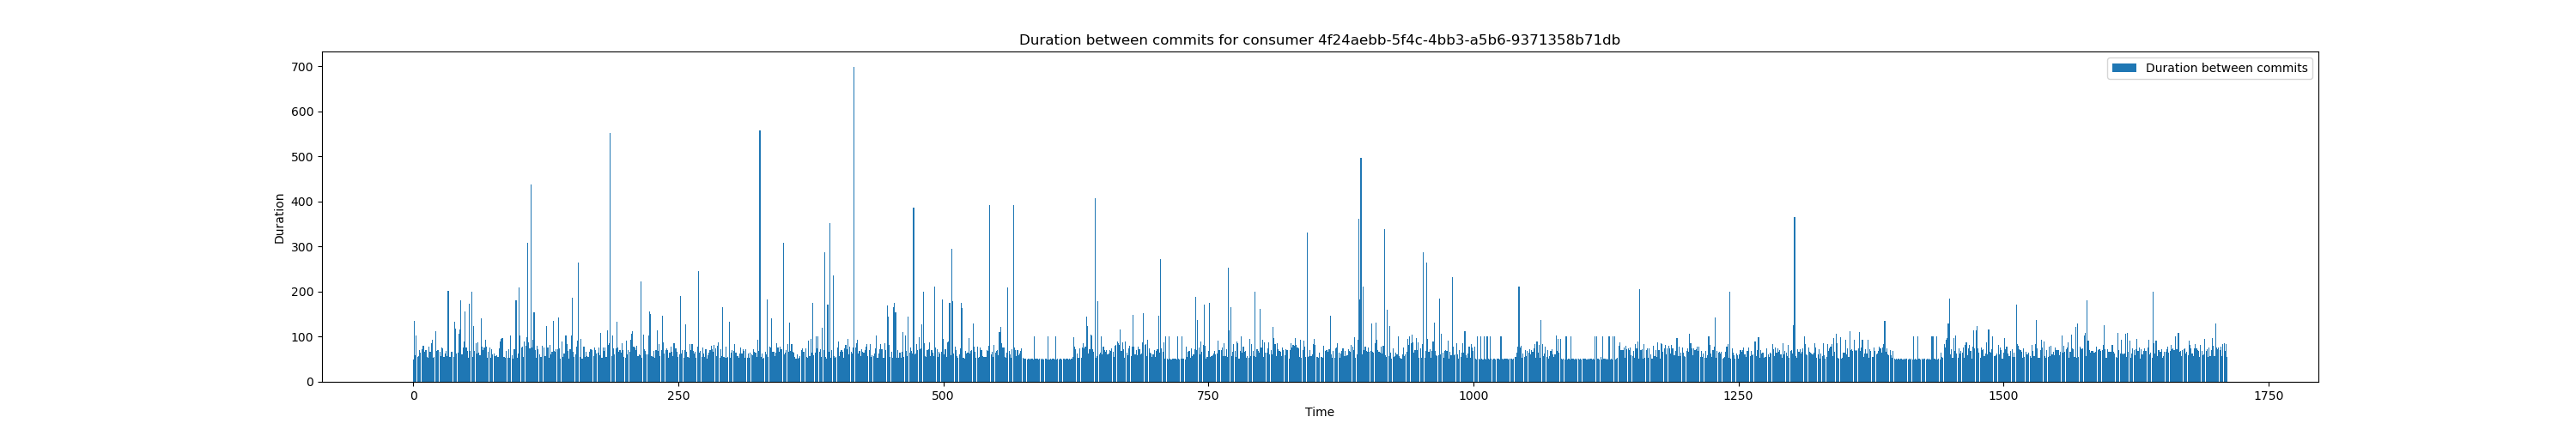 Duration between commits for consumer 4f24aebb-5f4c-4bb3-a5b6-9371358b71db
Duration between commits
700
600
500
400
300
200
100
0
Duration
0 250 500 750 1000 1250 1500 1750
Time